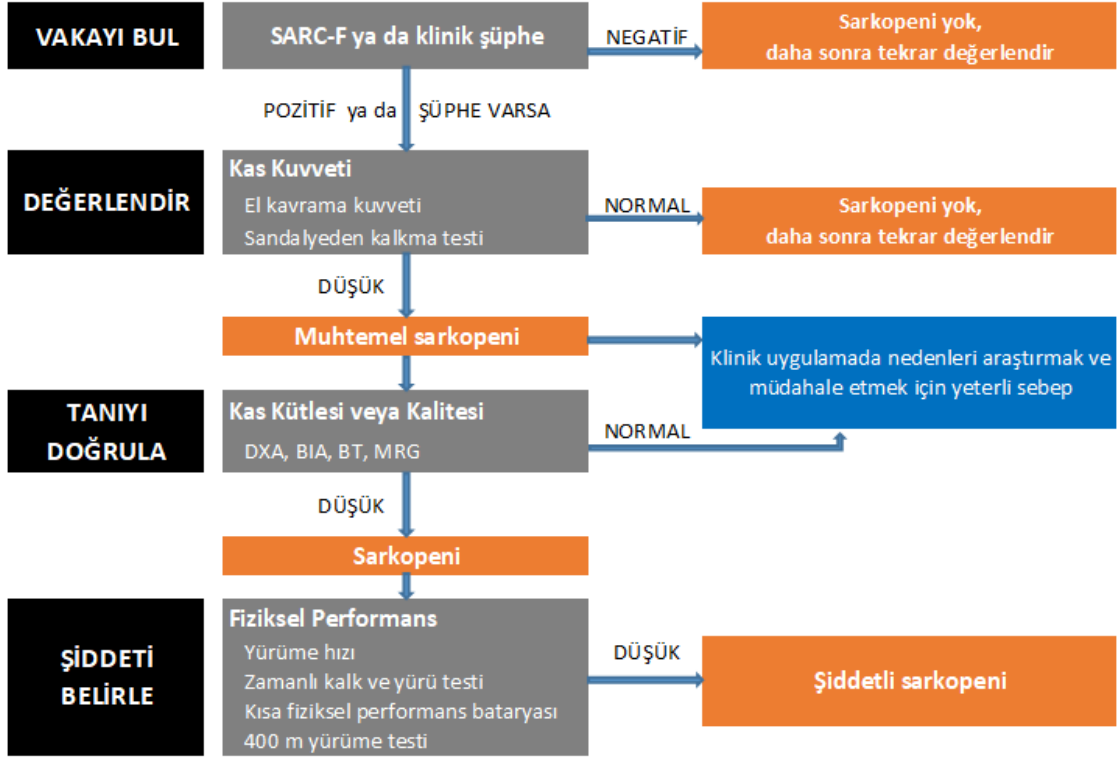 VAKAYI BUL
SARC-F ya da klinik şüphe
NEGATİF
Sarkopeni yok,
daha sonra tekrar değerlendir
POZİTİF ya da ŞÜPHE VARSA
DEĞERLENDİR
Kas Kuvveti
El kavrama kuvveti
Sandalyeden kalkma testi
NORMAL
Sarkopeni yok,
daha sonra tekrar değerlendir
DÜŞÜK
Muhtemel sarkopeni
Klinik uygulamada nedenleri araştırmak ve
müdahale etmek için yeterli sebep
TANIYI
DOĞRULA
Kas Kütlesi veya Kalitesi
DXA, BIA, BT, MRG
NORMAL
DÜŞÜK
Sarkopeni
ŞİDDETİ
BELİRLE
Fiziksel Performans
Yürüme hızı
Zamanlı kalk ve yürü testi
Kısa fiziksel performans bataryası
400 m yürüme testi
DÜŞÜK
Şiddetli sarkopeni